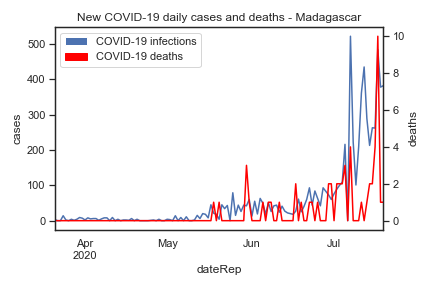 New COVID-19 daily cases and deaths - Madagascar
COVID-19 infections
COVID-19 deaths
500
400
300
200
100
0
cases
10
8
6
4
2
0
deaths
Apr
2020
May
Jun
Jul
dateRep